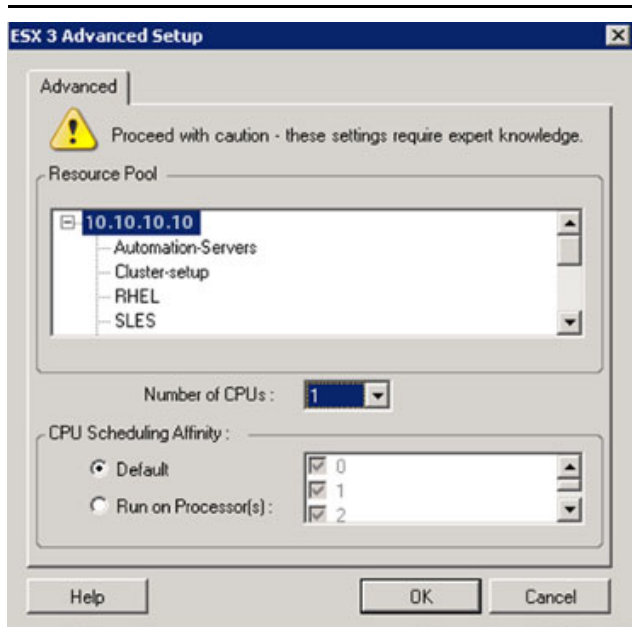 ESX 3 Advanced Setup
Advanced
Proceed with caution - these settings require expert knowledge.
Resource Pool
10.10.10.10
Automation-Servers
Cluster-setup
RHEL
SLES
Number of CPUs :
1
CPU Scheduling Affinity :
Default
0
1
Run on Processor(s) :
2
Help
OK
Cancel